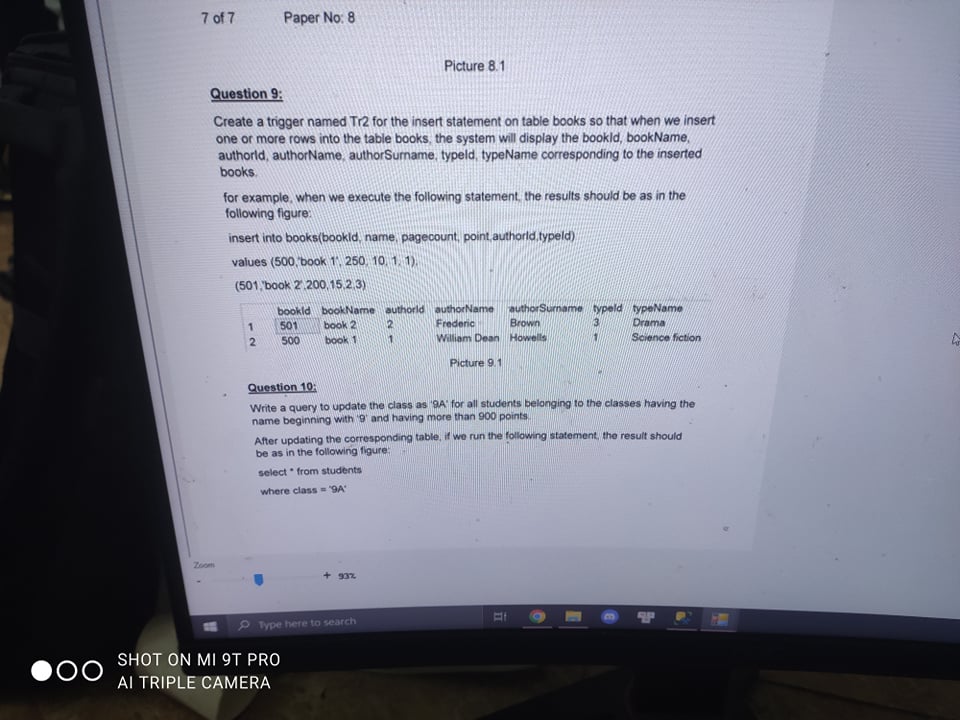 7 of 7 Paper No: 8
Picture 8.1
Question 9:
Create a trigger named Tr2 for the insert statement on table books so that when we insert
one or more rows into the table books, the system will display the bookId, bookName,
authorId, authorName, authorSurname, typeId, typeName corresponding to the inserted
books.
for example, when we execute the following statement, the results should be as in the
following figure:
insert into books(bookId, name, pagecount, point,authorId,typeId)
values (500,'book 1', 250, 10, 1, 1),
(501,'book 2',200,15,2,3)
bookId bookName authorId authorName authorSurname typeId typeName
1 501 book 2 2 Frederic Brown 3 Drama
2 500 book 1 1 William Dean Howells 1 Science fiction
Picture 9.1
Question 10:
Write a query to update the class as '9A' for all students belonging to the classes having the
name beginning with '9' and having more than 900 points.
After updating the corresponding table, if we run the following statement, the result should
be as in the following figure:
select * from students
where class = '9A'
Zoom
- + 93%
Type here to search
SHOT ON MI 9T PRO
AI TRIPLE CAMERA